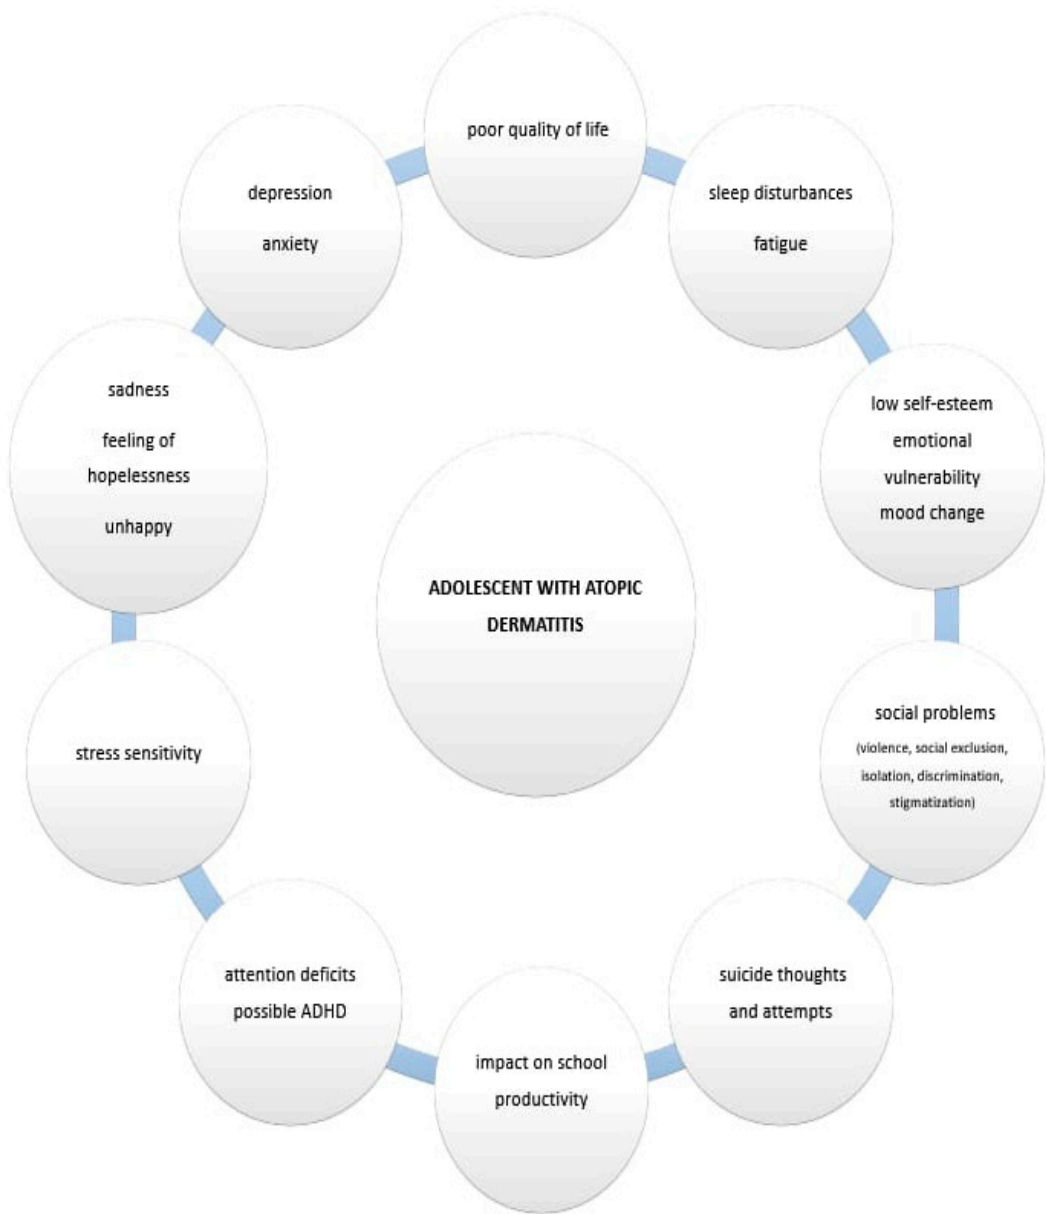 poor quality of life
sleep disturbances
fatigue
low self-esteem
emotional
vulnerability
mood change
social problems
(violence, social exclusion,
isolation, discrimination,
stigmatization)
suicide thoughts
and attempts
impact on school
productivity
attention deficits
possible ADHD
stress sensitivity
sadness
feeling of
hopelessness
unhappy
depression
anxiety
ADOLESCENT WITH ATOPIC
DERMATITIS